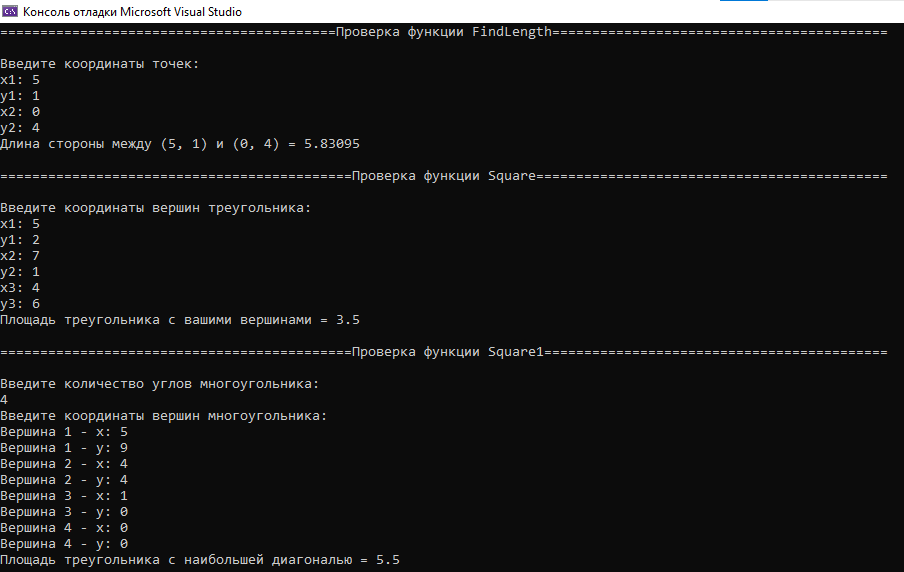 Консоль отладки Microsoft Visual Studio
==========================================Проверка функции FindLength==========================================
Введите координаты точек:
x1: 5
y1: 1
x2: 0
y2: 4
Длина стороны между (5, 1) и (0, 4) = 5.83095
============================================Проверка функции Square============================================
Введите координаты вершин треугольника:
x1: 5
y1: 2
x2: 7
y2: 1
x3: 4
y3: 6
Площадь треугольника с вашими вершинами = 3.5
============================================Проверка функции Square1===========================================
Введите количество углов многоугольника:
4
Введите координаты вершин многоугольника:
Вершина 1 - x: 5
Вершина 1 - y: 9
Вершина 2 - x: 4
Вершина 2 - y: 4
Вершина 3 - x: 1
Вершина 3 - y: 0
Вершина 4 - x: 0
Вершина 4 - y: 0
Площадь треугольника с наибольшей диагональю = 5.5